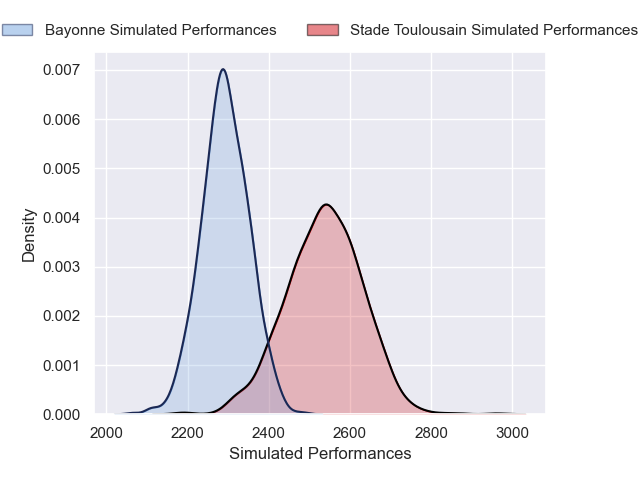 Bayonne Simulated Performances
Stade Toulousain Simulated Performances
0.007
0.006
0.005
0.004
0.003
0.002
0.001
0.000
Density
2000 2200 2400 2600 2800 3000
Simulated Performances